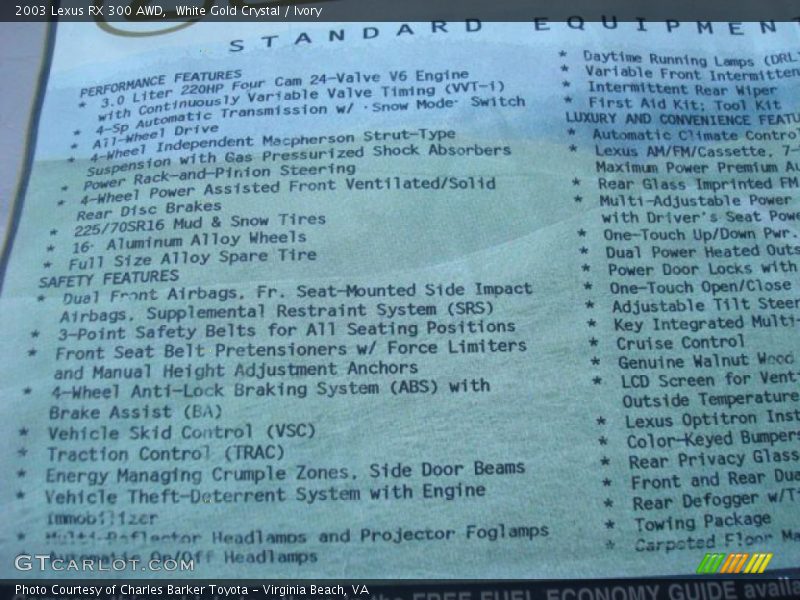 2003 Lexus RX 300 AWD, White Gold Crystal / Ivory
STANDARD EQUIPMENT
PERFORMANCE FEATURES
* 3.0 Liter 220HP Four Cam 24-Valve V6 Engine
with Continuously Variable Valve Timing (VVT-i)
* 4-Sp Automatic Transmission w/ "Snow Mode" Switch
* All-Wheel Drive
* 4-Wheel Independent Macpherson Strut-Type
Suspension with Gas Pressurized Shock Absorbers
* Power Rack-and-Pinion Steering
* 4-Wheel Power Assisted Front Ventilated/Solid
Rear Disc Brakes
* 225/70SR16 Mud & Snow Tires
* 16" Aluminum Alloy Wheels
* Full Size Alloy Spare Tire
SAFETY FEATURES
* Dual Front Airbags, Fr. Seat-Mounted Side Impact
Airbags, Supplemental Restraint System (SRS)
* 3-Point Safety Belts for All Seating Positions
* Front Seat Belt Pretensioners w/ Force Limiters
and Manual Height Adjustment Anchors
* 4-Wheel Anti-Lock Braking System (ABS) with
Brake Assist (BA)
* Vehicle Skid Control (VSC)
* Traction Control (TRAC)
* Energy Managing Crumple Zones, Side Door Beams
* Vehicle Theft-Deterrent System with Engine
Immobilizer
* Multi-Reflector Headlamps and Projector Foglamps
Automatic On/Off Headlamps
* Daytime Running Lamps (DRL
* Variable Front Intermitten
* Intermittent Rear Wiper
* First Aid Kit; Tool Kit
LUXURY AND CONVENIENCE FEATU
* Automatic Climate Control
* Lexus AM/FM/Cassette, 7-
Maximum Power Premium Au
* Rear Glass Imprinted FM
* Multi-Adjustable Power
with Driver's Seat Powe
* One-Touch Up/Down Pwr.
* Dual Power Heated Outs
* Power Door Locks with
* One-Touch Open/Close
* Adjustable Tilt Steer
* Key Integrated Multi-
* Cruise Control
* Genuine Walnut Wood
* LCD Screen for Vent
Outside Temperature
* Lexus Optitron Inst
* Color-Keyed Bumpers
* Rear Privacy Glass
* Front and Rear Dua
* Rear Defogger w/T
* Towing Package
* Carpeted Floor Ma
GTCARLOT.COM
FUEL ECONOMY GUIDE availa
Photo Courtesy of Charles Barker Toyota - Virginia Beach, VA